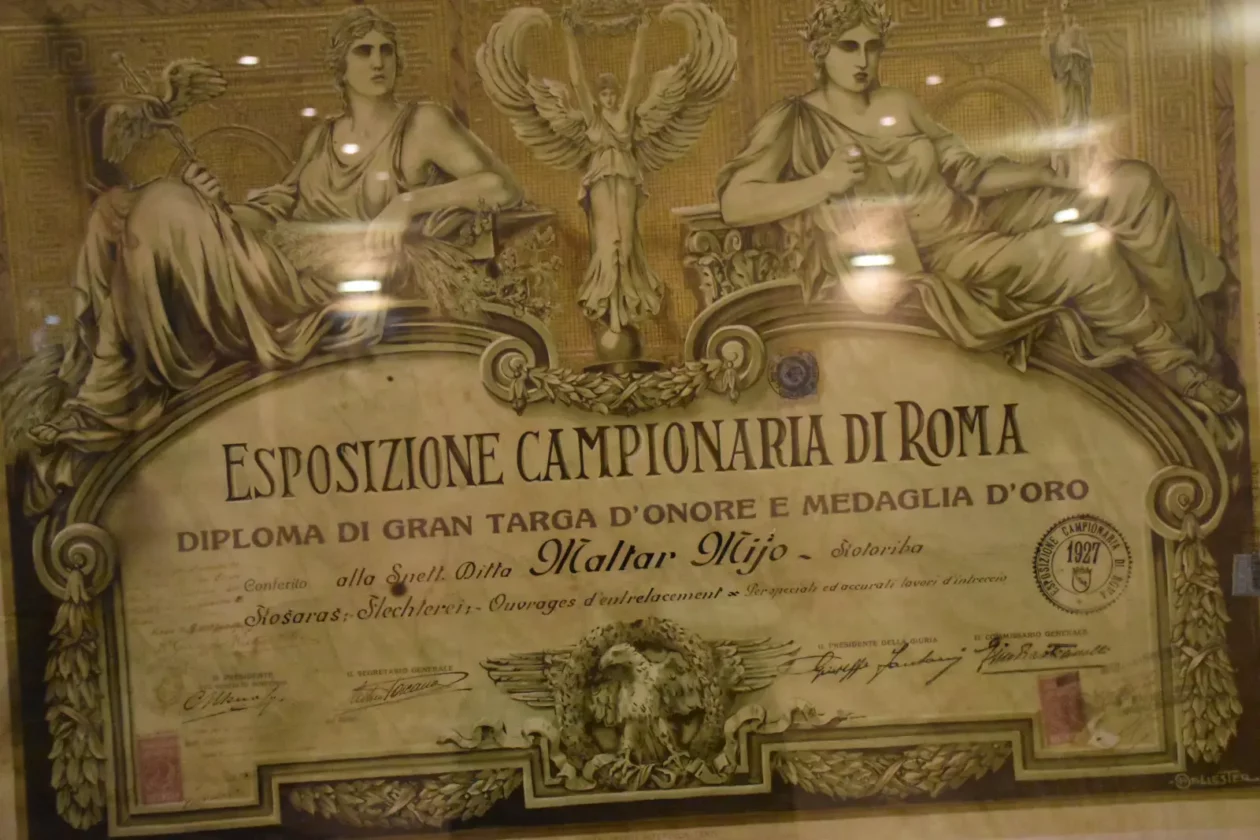 ESPOSIZIONE CAMPIONARIA DI ROMA
DIPLOMA DI GRAN TARGA D'ONORE E MEDAGLIA D'ORO
Conferito alla Spett. Ditta Maltar Mijo - Kotoriba
Košaras;- Flechterei;- Ouvrages d'entrelacement Per speciali ed accurati lavori d'intreccio
ESPOSIZIONE CAMPIONARIA DI ROMA
1927
IL PRESIDENTE
IL SEGRETARIO GENERALE
IL PRESIDENTE DELLA GIURIA
IL COMMISSARIO GENERALE